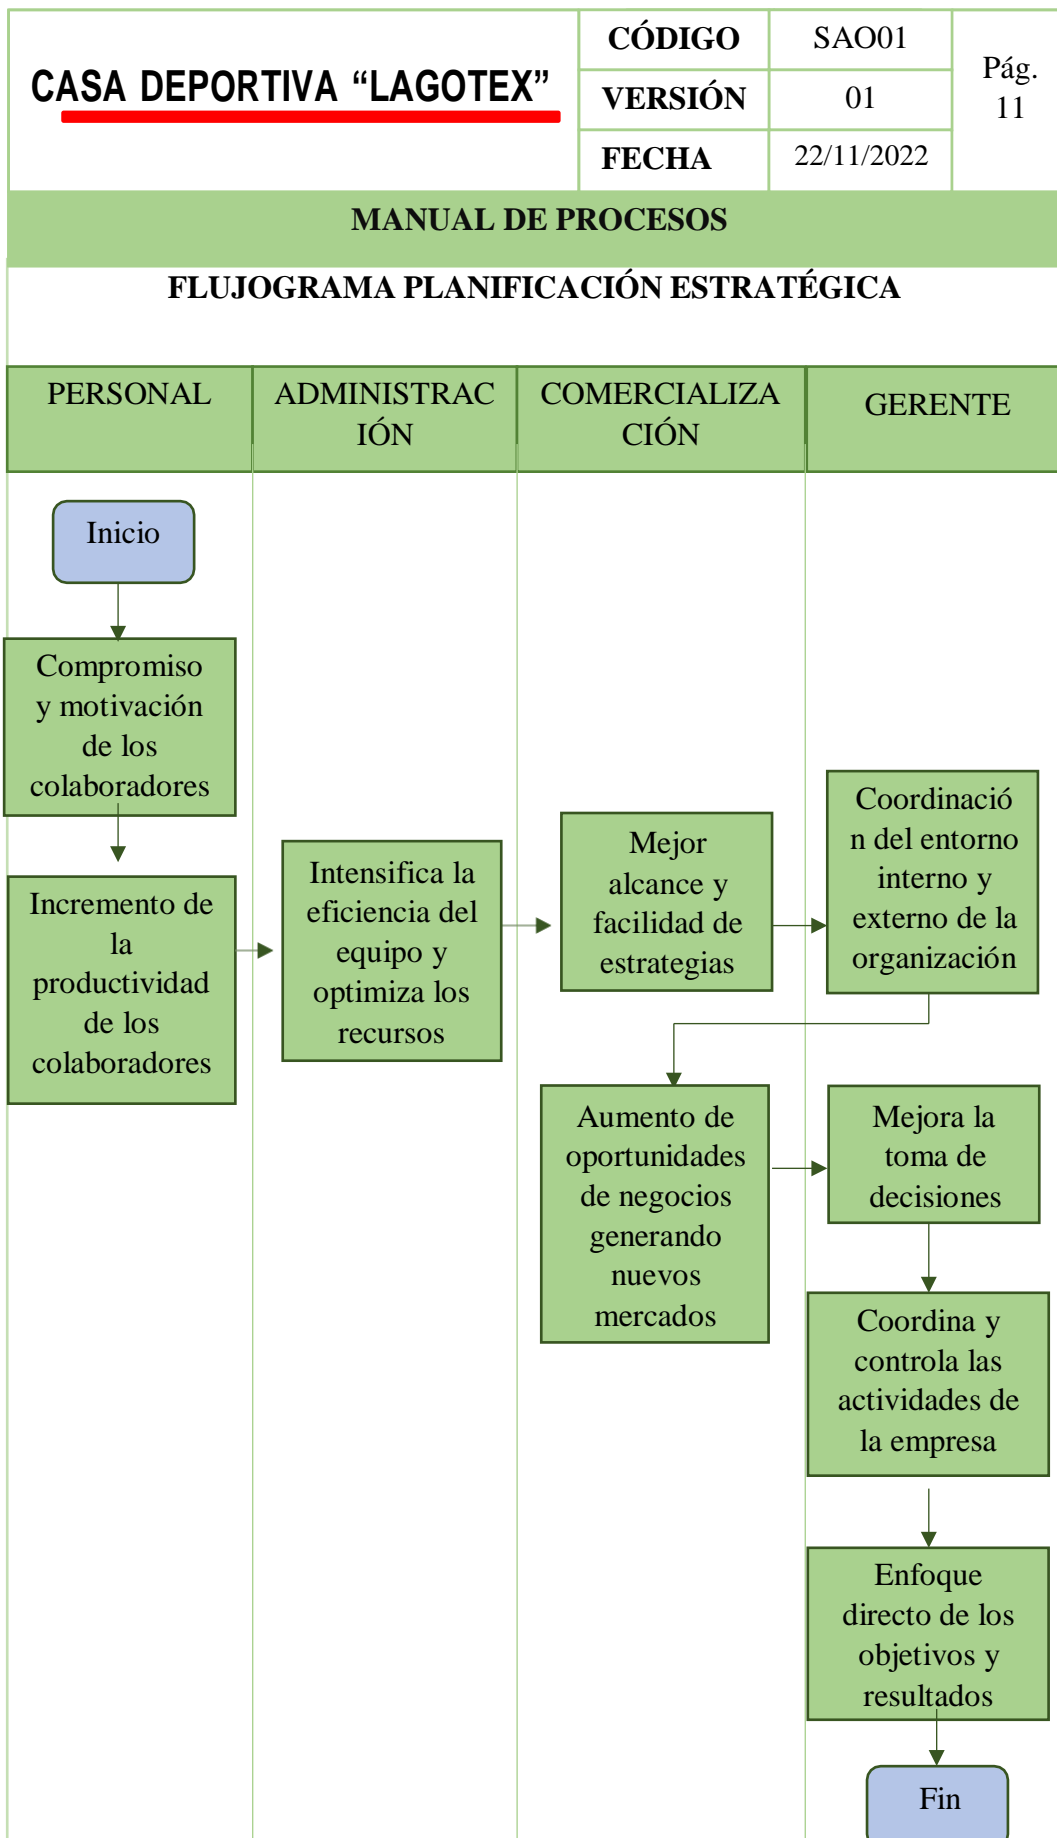 CASA DEPORTIVA “LAGOTEX”
CÓDIGO
SAO01
Pág.
11
VERSIÓN
01
FECHA
22/11/2022
MANUAL DE PROCESOS
FLUJOGRAMA PLANIFICACIÓN ESTRATÉGICA
PERSONAL
ADMINISTRAC
IÓN
COMERCIALIZA
CIÓN
GERENTE
Inicio
Compromiso
y motivación
de los
colaboradores
Incremento de
la
productividad
de los
colaboradores
Intensifica la
eficiencia del
equipo y
optimiza los
recursos
Mejor
alcance y
facilidad de
estrategias
Coordinació
n del entorno
interno y
externo de la
organización
Aumento de
oportunidades
de negocios
generando
nuevos
mercados
Mejora la
toma de
decisiones
Coordina y
controla las
actividades de
la empresa
Enfoque
directo de los
objetivos y
resultados
Fin